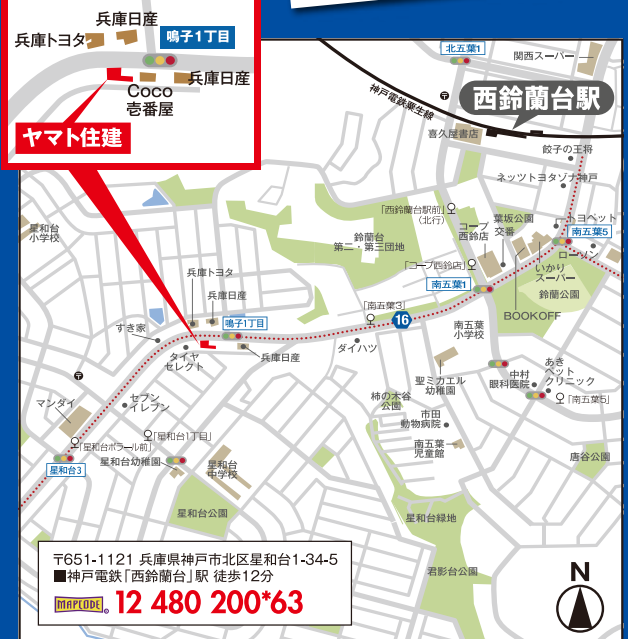 兵庫日産
兵庫トヨタ
鳴子1丁目
兵庫日産
Coco
壱番屋
ヤマト住建
北五葉1
関西スーパー
神戸電鉄粟生線
西鈴蘭台駅
喜久屋書店
餃子の王将
ネッツトヨタゾナ神戸
「西鈴蘭台駅前」
(北行)
葉坂公園
交番
トヨペット
コープ
西鈴店
南五葉5
ローソン
星和台
小学校
鈴蘭台
第二・第三団地
「コープ西鈴店」
いかり
スーパー
兵庫トヨタ
南五葉1
鈴蘭公園
兵庫日産
「南五葉3」
BOOKOFF
鳴子1丁目
16
南五葉
小学校
すき家
タイヤ
セレクト
兵庫日産
ダイハツ
あき
ペット
クリニック
中村
眼科医院
聖ミカエル
幼稚園
柿の木谷
公園
「南五葉5」
マンダイ
セブン
イレブン
市田
動物病院
「星和台1丁目」
「星和台ポラール前」
南五葉
児童館
星和台3
星和台幼稚園
星和台
中学校
唐谷公園
星和台公園
星和台緑地
君影台公園
〒651-1121 兵庫県神戸市北区星和台1-34-5
■神戸電鉄「西鈴蘭台」駅 徒歩12分
MAPCODE® 12 480 200*63
N